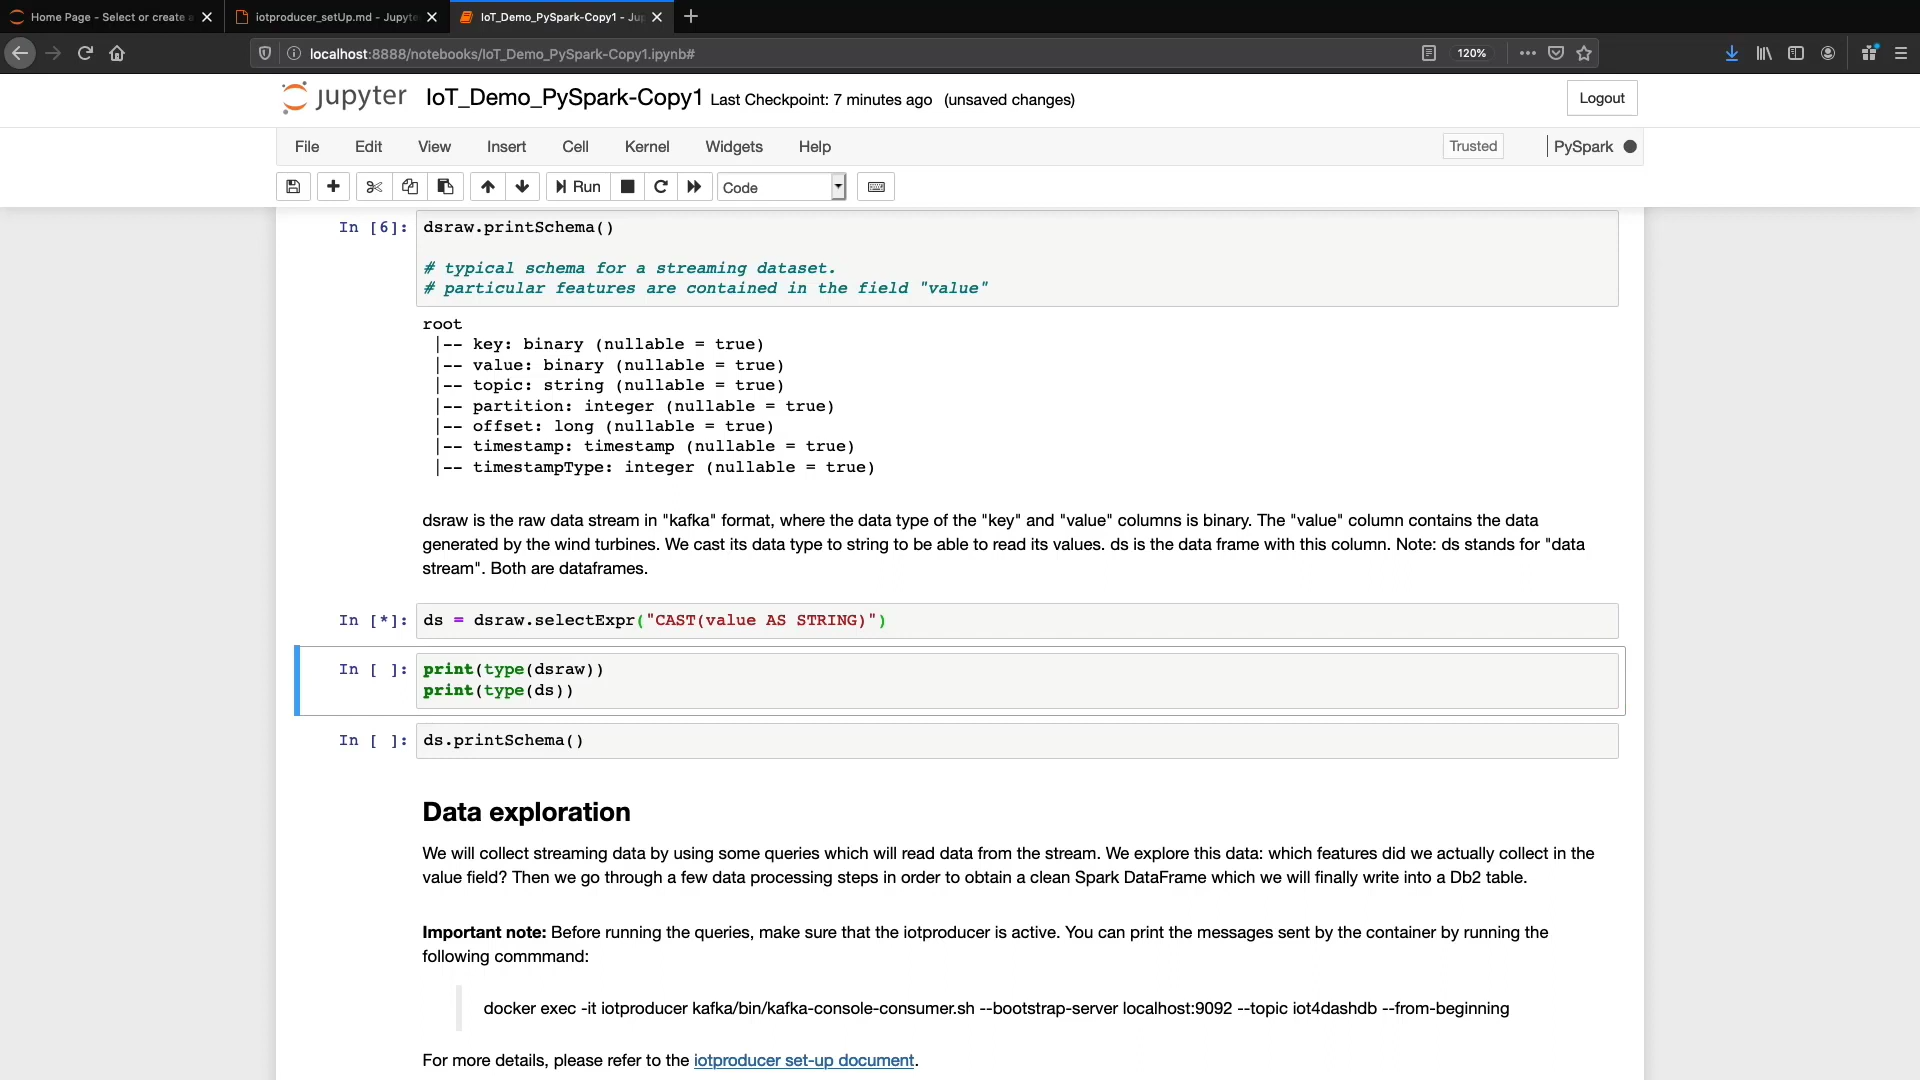 Home Page - Select or create a
iotproducer_setUp.md - Jupyte
IoT_Demo_PySpark-Copy1 - Jup
localhost:8888/notebooks/IoT_Demo_PySpark-Copy1.ipynb#
120%
jupyter IoT_Demo_PySpark-Copy1 Last Checkpoint: 7 minutes ago (unsaved changes)
Logout
File Edit View Insert Cell Kernel Widgets Help
Trusted
PySpark
Run
Code
In [6]: dsraw.printSchema()
# typical schema for a streaming dataset.
# particular features are contained in the field "value"
root
|-- key: binary (nullable = true)
|-- value: binary (nullable = true)
|-- topic: string (nullable = true)
|-- partition: integer (nullable = true)
|-- offset: long (nullable = true)
|-- timestamp: timestamp (nullable = true)
|-- timestampType: integer (nullable = true)
dsraw is the raw data stream in "kafka" format, where the data type of the "key" and "value" columns is binary. The "value" column contains the data
generated by the wind turbines. We cast its data type to string to be able to read its values. ds is the data frame with this column. Note: ds stands for "data
stream". Both are dataframes.
In [*]: ds = dsraw.selectExpr("CAST(value AS STRING)")
In [ ]: print(type(dsraw))
print(type(ds))
In [ ]: ds.printSchema()
Data exploration
We will collect streaming data by using some queries which will read data from the stream. We explore this data: which features did we actually collect in the
value field? Then we go through a few data processing steps in order to obtain a clean Spark DataFrame which we will finally write into a Db2 table.
Important note: Before running the queries, make sure that the iotproducer is active. You can print the messages sent by the container by running the
following commmand:
docker exec -it iotproducer kafka/bin/kafka-console-consumer.sh --bootstrap-server localhost:9092 --topic iot4dashdb --from-beginning
For more details, please refer to the iotproducer set-up document.